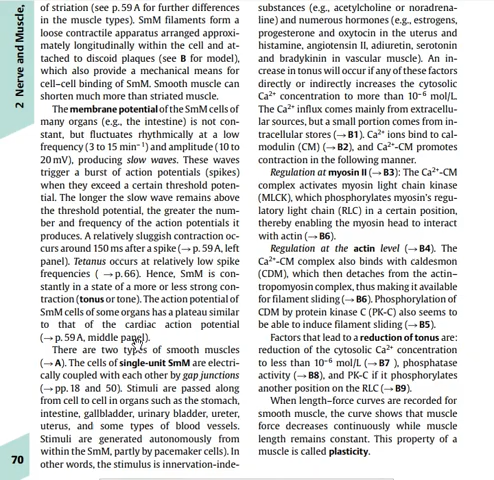 2 Nerve and Muscle,
70
of striation (see p. 59 A for further differences
in the muscle types). SmM filaments form a
loose contractile apparatus arranged approxi-
mately longitudinally within the cell and at-
tached to discoid plaques (see B for model),
which also provide a mechanical means for
cell–cell binding of SmM. Smooth muscle can
shorten much more than striated muscle.
The membrane potential of the SmM cells of
many organs (e.g., the intestine) is not con-
stant, but fluctuates rhythmically at a low
frequency (3 to 15 min⁻¹) and amplitude (10 to
20 mV), producing slow waves. These waves
trigger a burst of action potentials (spikes)
when they exceed a certain threshold poten-
tial. The longer the slow wave remains above
the threshold potential, the greater the num-
ber and frequency of the action potentials it
produces. A relatively sluggish contraction oc-
curs around 150 ms after a spike (→ p. 59 A, left
panel). Tetanus occurs at relatively low spike
frequencies ( → p. 66). Hence, SmM is con-
stantly in a state of a more or less strong con-
traction (tonus or tone). The action potential of
SmM cells of some organs has a plateau similar
to that of the cardiac action potential
(→ p. 59 A, middle panel).
There are two types of smooth muscles
(→ A). The cells of single-unit SmM are electri-
cally coupled with each other by gap junctions
(→ pp. 18 and 50). Stimuli are passed along
from cell to cell in organs such as the stomach,
intestine, gallbladder, urinary bladder, ureter,
uterus, and some types of blood vessels.
Stimuli are generated autonomously from
within the SmM, partly by pacemaker cells). In
other words, the stimulus is innervation-inde-
substances (e.g., acetylcholine or noradrena-
line) and numerous hormones (e.g., estrogens,
progesterone and oxytocin in the uterus and
histamine, angiotensin II, adiuretin, serotonin
and bradykinin in vascular muscle). An in-
crease in tonus will occur if any of these factors
directly or indirectly increases the cytosolic
Ca²⁺ concentration to more than 10⁻⁶ mol/L.
The Ca²⁺ influx comes mainly from extracellu-
lar sources, but a small portion comes from in-
tracellular stores (→ B1). Ca²⁺ ions bind to cal-
modulin (CM) (→ B2), and Ca²⁺-CM promotes
contraction in the following manner.
Regulation at myosin II (→ B3): The Ca²⁺-CM
complex activates myosin light chain kinase
(MLCK), which phosphorylates myosin's regu-
latory light chain (RLC) in a certain position,
thereby enabling the myosin head to interact
with actin (→ B6).
Regulation at the actin level (→ B4). The
Ca²⁺-CM complex also binds with caldesmon
(CDM), which then detaches from the actin–
tropomyosin complex, thus making it available
for filament sliding (→ B6). Phosphorylation of
CDM by protein kinase C (PK-C) also seems to
be able to induce filament sliding (→ B5).
Factors that lead to a reduction of tonus are:
reduction of the cytosolic Ca²⁺ concentration
to less than 10⁻⁶ mol/L (→ B7 ), phosphatase
activity (→ B8), and PK-C if it phosphorylates
another position on the RLC (→ B9).
When length–force curves are recorded for
smooth muscle, the curve shows that muscle
force decreases continuously while muscle
length remains constant. This property of a
muscle is called plasticity.